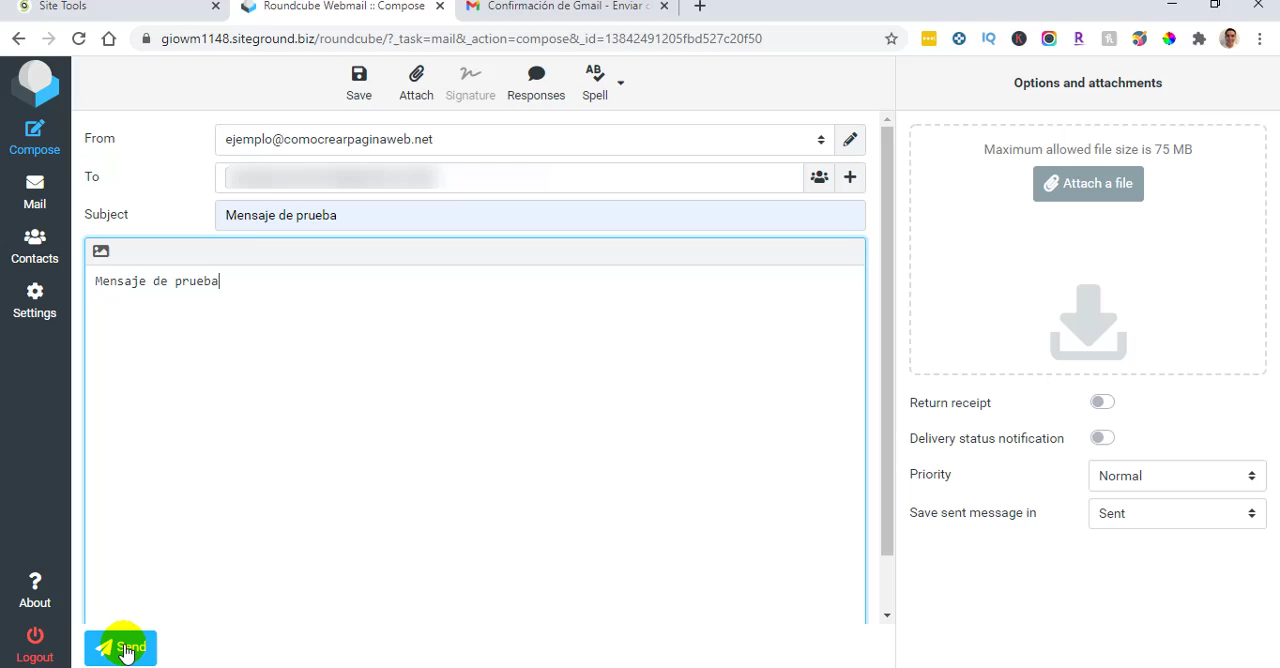 Site Tools
Roundcube Webmail :: Compose
Confirmación de Gmail - Enviar c
giowm1148.siteground.biz/roundcube/?_task=mail&_action=compose&_id=13842491205fbd527c20f50
Save
Attach
Signature
Responses
Spell
Options and attachments
Compose
Mail
Contacts
Settings
About
Logout
From
ejemplo@comocrearpaginaweb.net
To
Subject
Mensaje de prueba
Mensaje de prueba
Send
Maximum allowed file size is 75 MB
Attach a file
Return receipt
Delivery status notification
Priority
Normal
Save sent message in
Sent